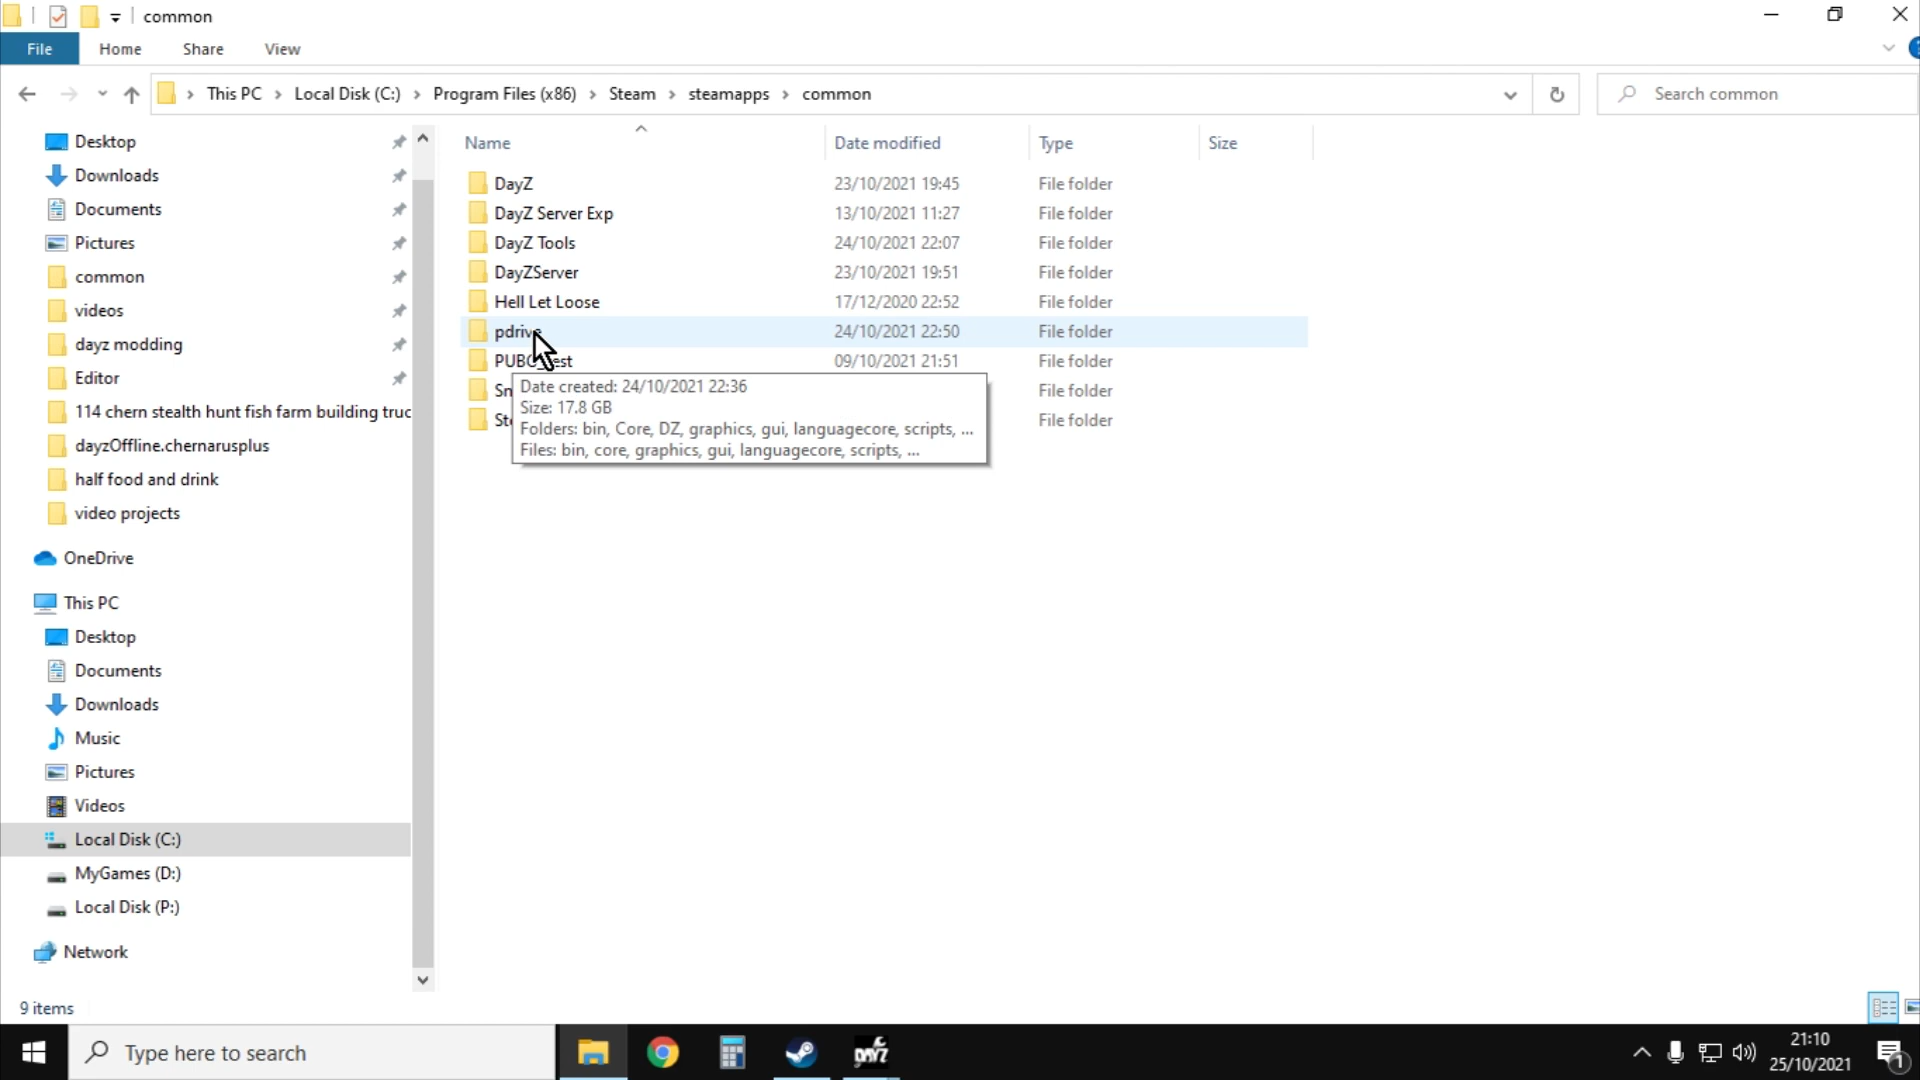 common
File Home Share View
This PC Local Disk (C:) Program Files (x86) Steam steamapps common
Search common
Name Date modified Type Size
Desktop
Downloads
Documents
Pictures
common
videos
dayz modding
Editor
114 chern stealth hunt fish farm building truc
dayzOffline.chernarusplus
half food and drink
video projects
OneDrive
This PC
Desktop
Documents
Downloads
Music
Pictures
Videos
Local Disk (C:)
MyGames (D:)
Local Disk (P:)
Network
DayZ 23/10/2021 19:45 File folder
DayZ Server Exp 13/10/2021 11:27 File folder
DayZ Tools 24/10/2021 22:07 File folder
DayZServer 23/10/2021 19:51 File folder
Hell Let Loose 17/12/2020 22:52 File folder
pdrive 24/10/2021 22:50 File folder
09/10/2021 21:51 File folder
Sn File folder
Ste File folder
Date created: 24/10/2021 22:36
Size: 17.8 GB
Folders: bin, Core, DZ, graphics, gui, languagecore, scripts, ...
Files: bin, core, graphics, gui, languagecore, scripts, ...
9 items
Type here to search
DAYZ
21:10
25/10/2021
1